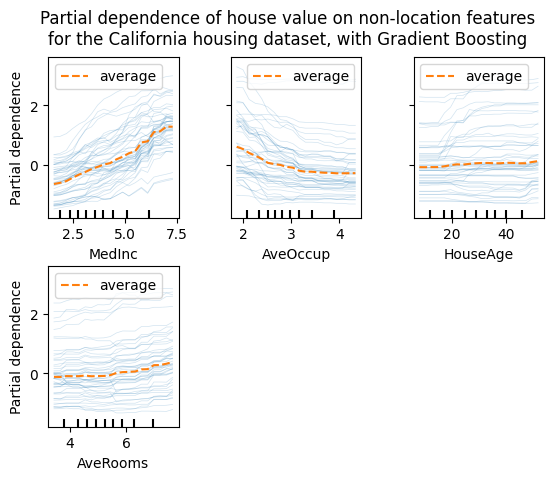 Partial dependence of house value on non-location features
for the California housing dataset, with Gradient Boosting
Partial dependence
2
0
average
2.5 5.0 7.5
MedInc
average
2 3 4
AveOccup
average
20 40
HouseAge
Partial dependence
2
0
average
4 6
AveRooms